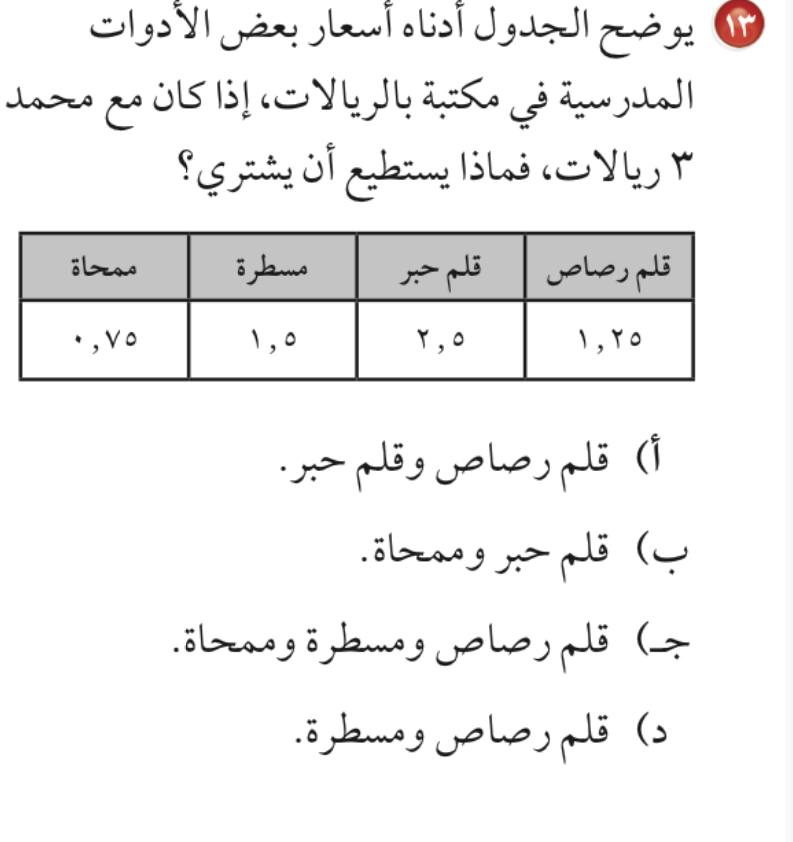 ١٣ يوضح الجدول أدناه أسعار بعض الأدوات
المدرسية في مكتبة بالريالات، إذا كان مع محمد
٣ ريالات، فماذا يستطيع أن يشتري؟
قلم رصاص قلم حبر مسطرة ممحاة
١,٢٥ ٢,٥ ١,٥ ٠,٧٥
أ) قلم رصاص وقلم حبر.
ب) قلم حبر وممحاة.
جـ) قلم رصاص ومسطرة وممحاة.
د) قلم رصاص ومسطرة.